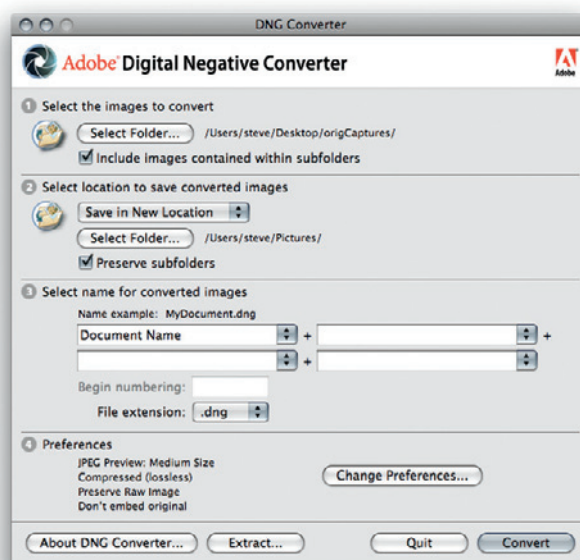 DNG Converter
Adobe® Digital Negative Converter
Adobe
1 Select the images to convert
Select Folder... /Users/steve/Desktop/origCaptures/
Include images contained within subfolders
2 Select location to save converted images
Save in New Location
Select Folder... /Users/steve/Pictures/
Preserve subfolders
3 Select name for converted images
Name example: MyDocument.dng
Document Name + +
+
Begin numbering:
File extension: .dng
4 Preferences
JPEG Preview: Medium Size
Compressed (lossless)
Preserve Raw Image
Don't embed original
Change Preferences...
About DNG Converter... Extract... Quit Convert